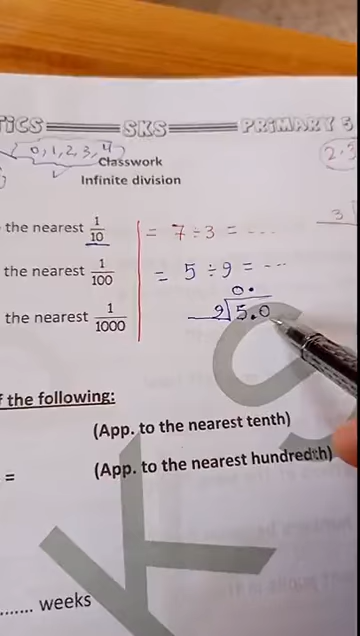 TICS SKS PRIMARY 5
0, 1, 2, 3, 4
Classwork
Infinite division
3
the nearest 1/10 = 7 ÷ 3 = ...
the nearest 1/100 = 5 ÷ 9 = ---
0.
the nearest 1/1000 9 5.0
f the following:
(App. to the nearest tenth)
= (App. to the nearest hundredth)
....... weeks
KS